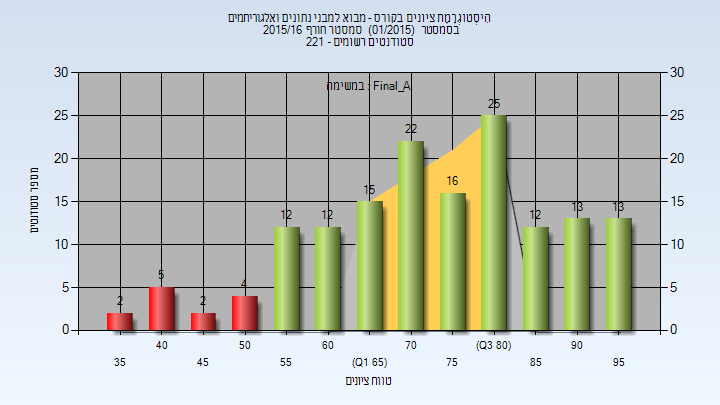 היסטוגרמת ציונים בקורס - מבוא למבני נתונים ואלגוריתמים
בסמסטר (01/2015) סמסטר חורף 2015/16
סטודנטים רשומים - 221
במשימה : Final_A
מספר סטודנטים
30 30
25 25
20 20
15 15
10 10
5 5
0 0
2 5 2 4 12 12 15 22 16 25 12 13 13
40 50 60 70 (Q3 80) 90
35 45 55 (Q1 65) 75 85 95
טווח ציונים